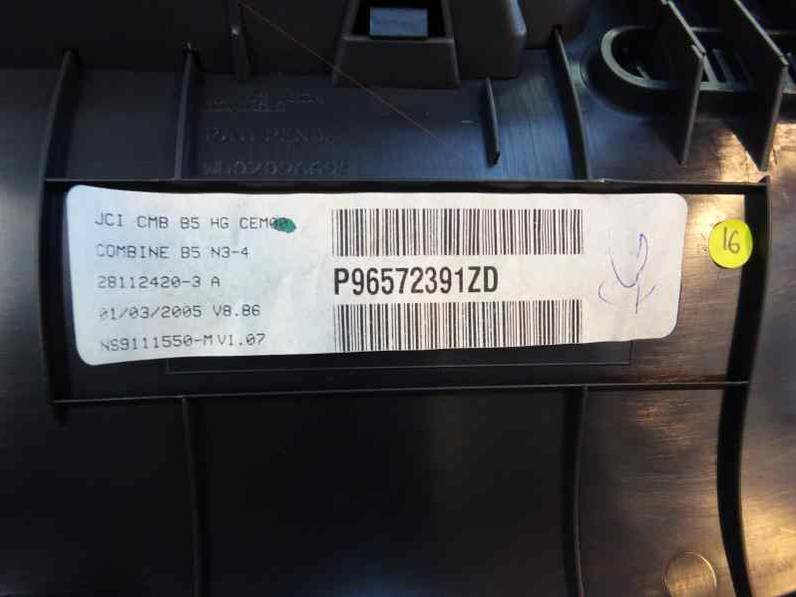 JCI CMB B5 HG CEM00
COMBINE B5 N3-4
28112420-3 A
01/03/2005 V8.86
NS9111550-M V1.07
P96572391ZD
16